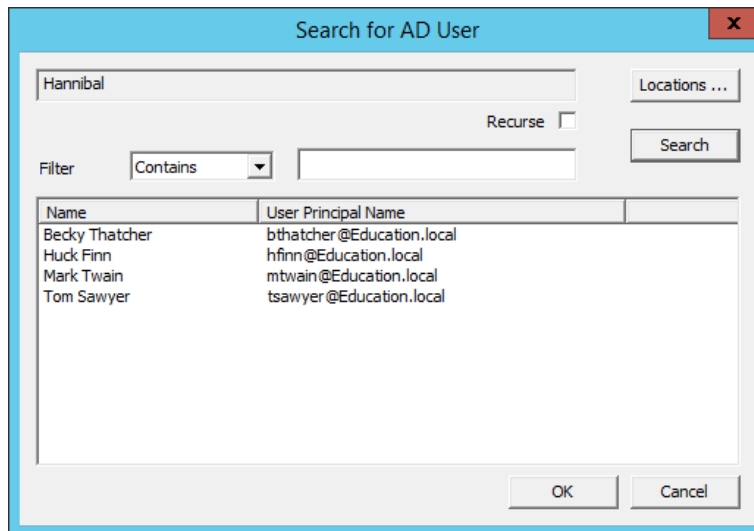 Search for AD User
x
Hannibal
Locations ...
Recurse
Search
Filter Contains
Name User Principal Name
Becky Thatcher bthatcher@Education.local
Huck Finn hfinn@Education.local
Mark Twain mtwain@Education.local
Tom Sawyer tsawyer@Education.local
OK Cancel